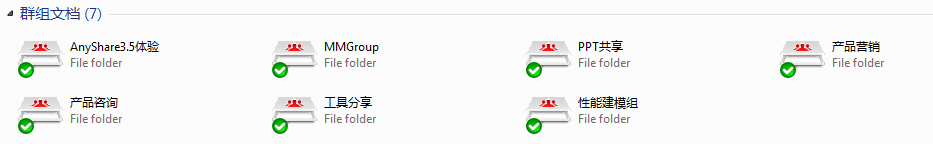 群组文档 (7)
AnyShare3.5体验
File folder
MMGroup
File folder
PPT共享
File folder
产品营销
File folder
产品咨询
File folder
工具分享
File folder
性能建模组
File folder